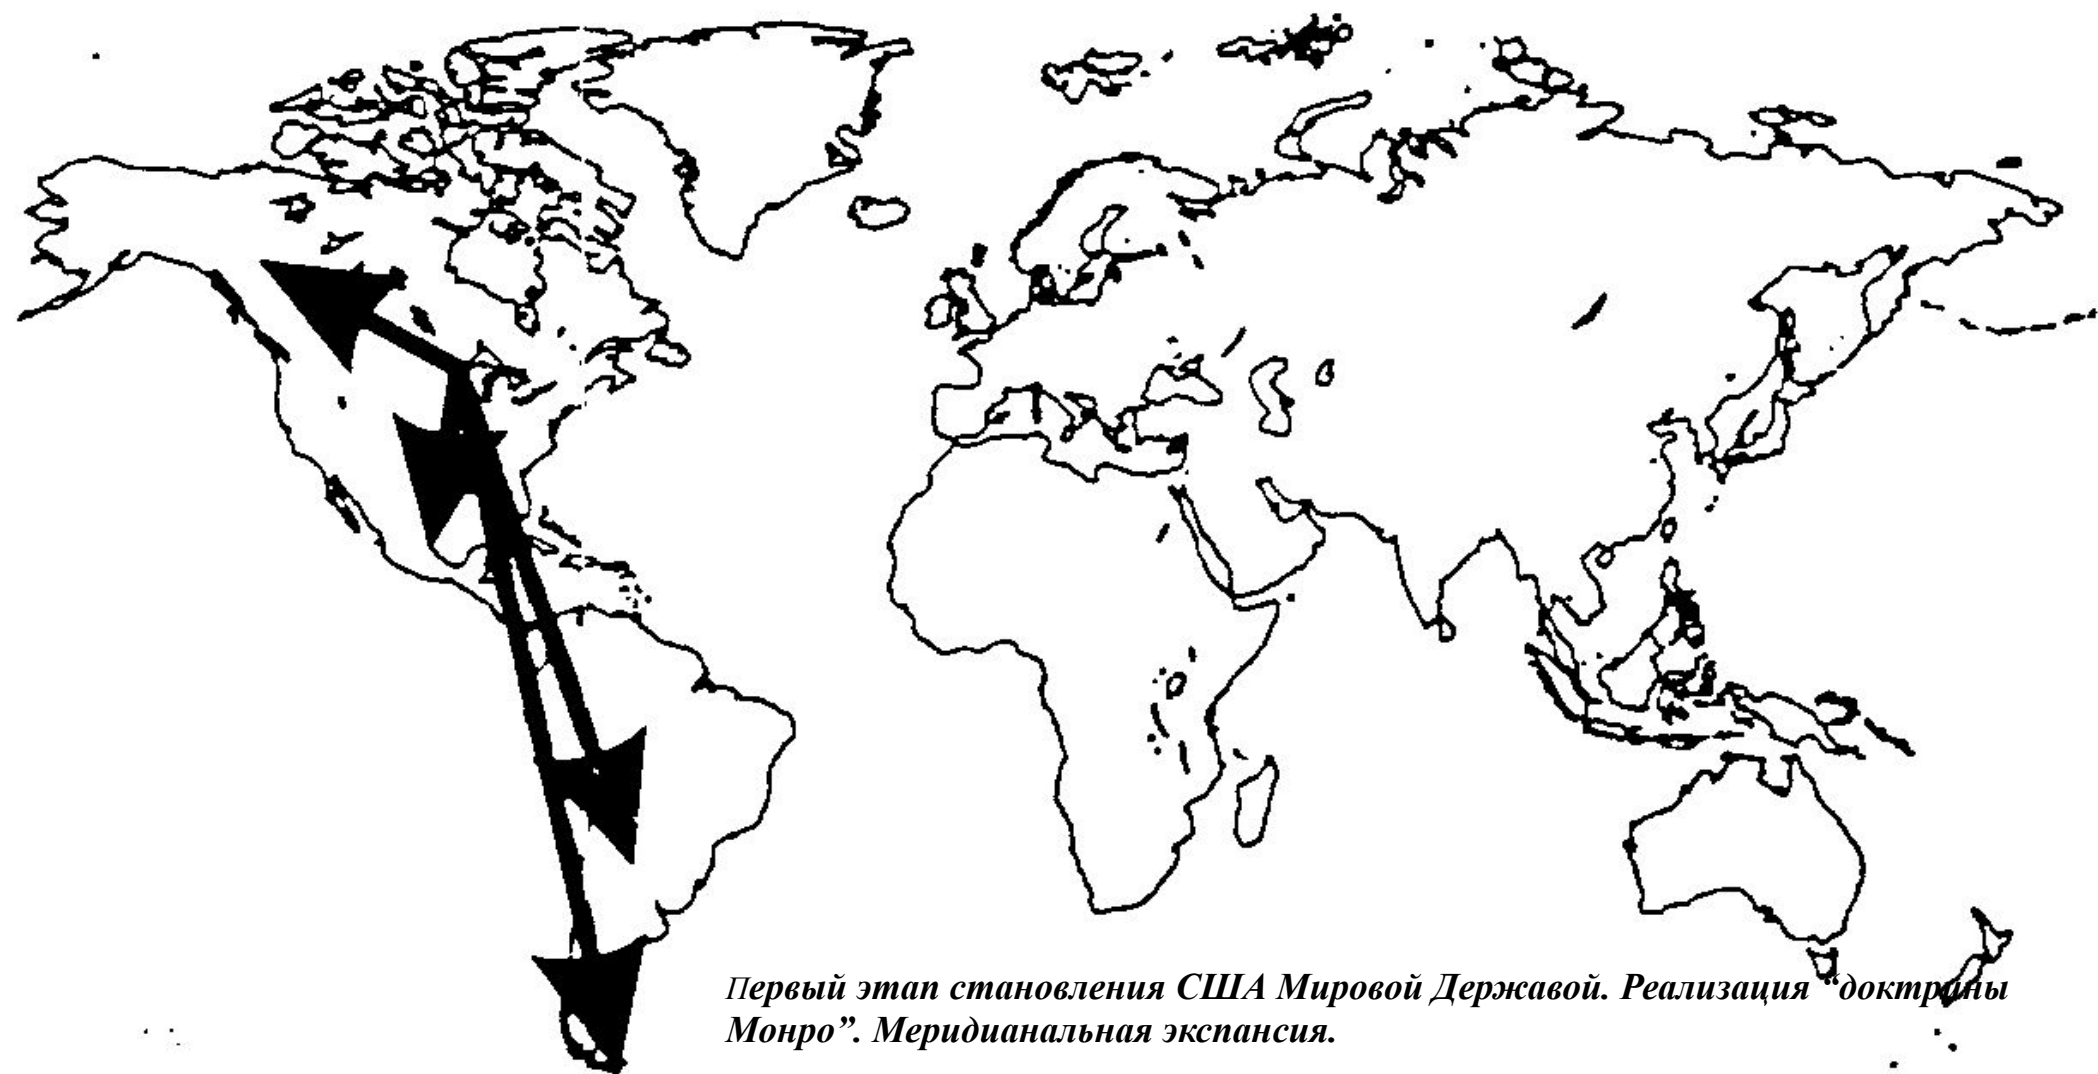 Первый этап становления США Мировой Державой. Реализация “доктрины
Монро”. Меридианальная экспансия.